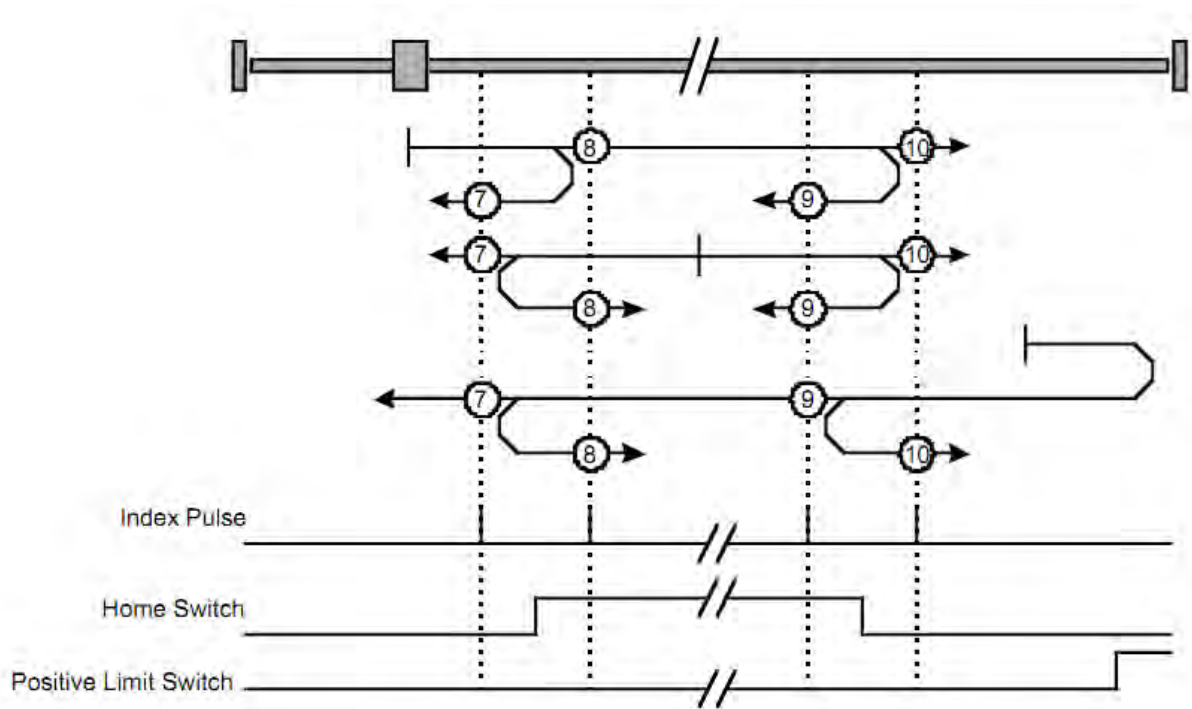 8 10
7 9
7 10
8 9
7 9
8 10
Index Pulse
Home Switch
Positive Limit Switch